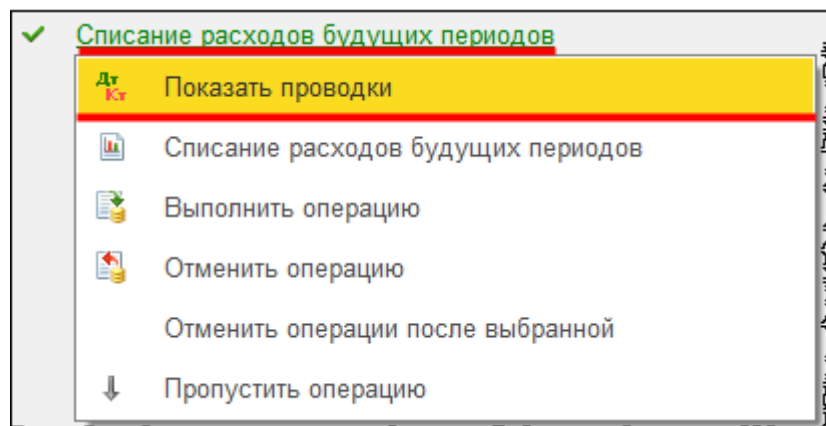 Списание расходов будущих периодов
Дт Кт Показать проводки
Списание расходов будущих периодов
Выполнить операцию
Отменить операцию
Отменить операции после выбранной
Пропустить операцию